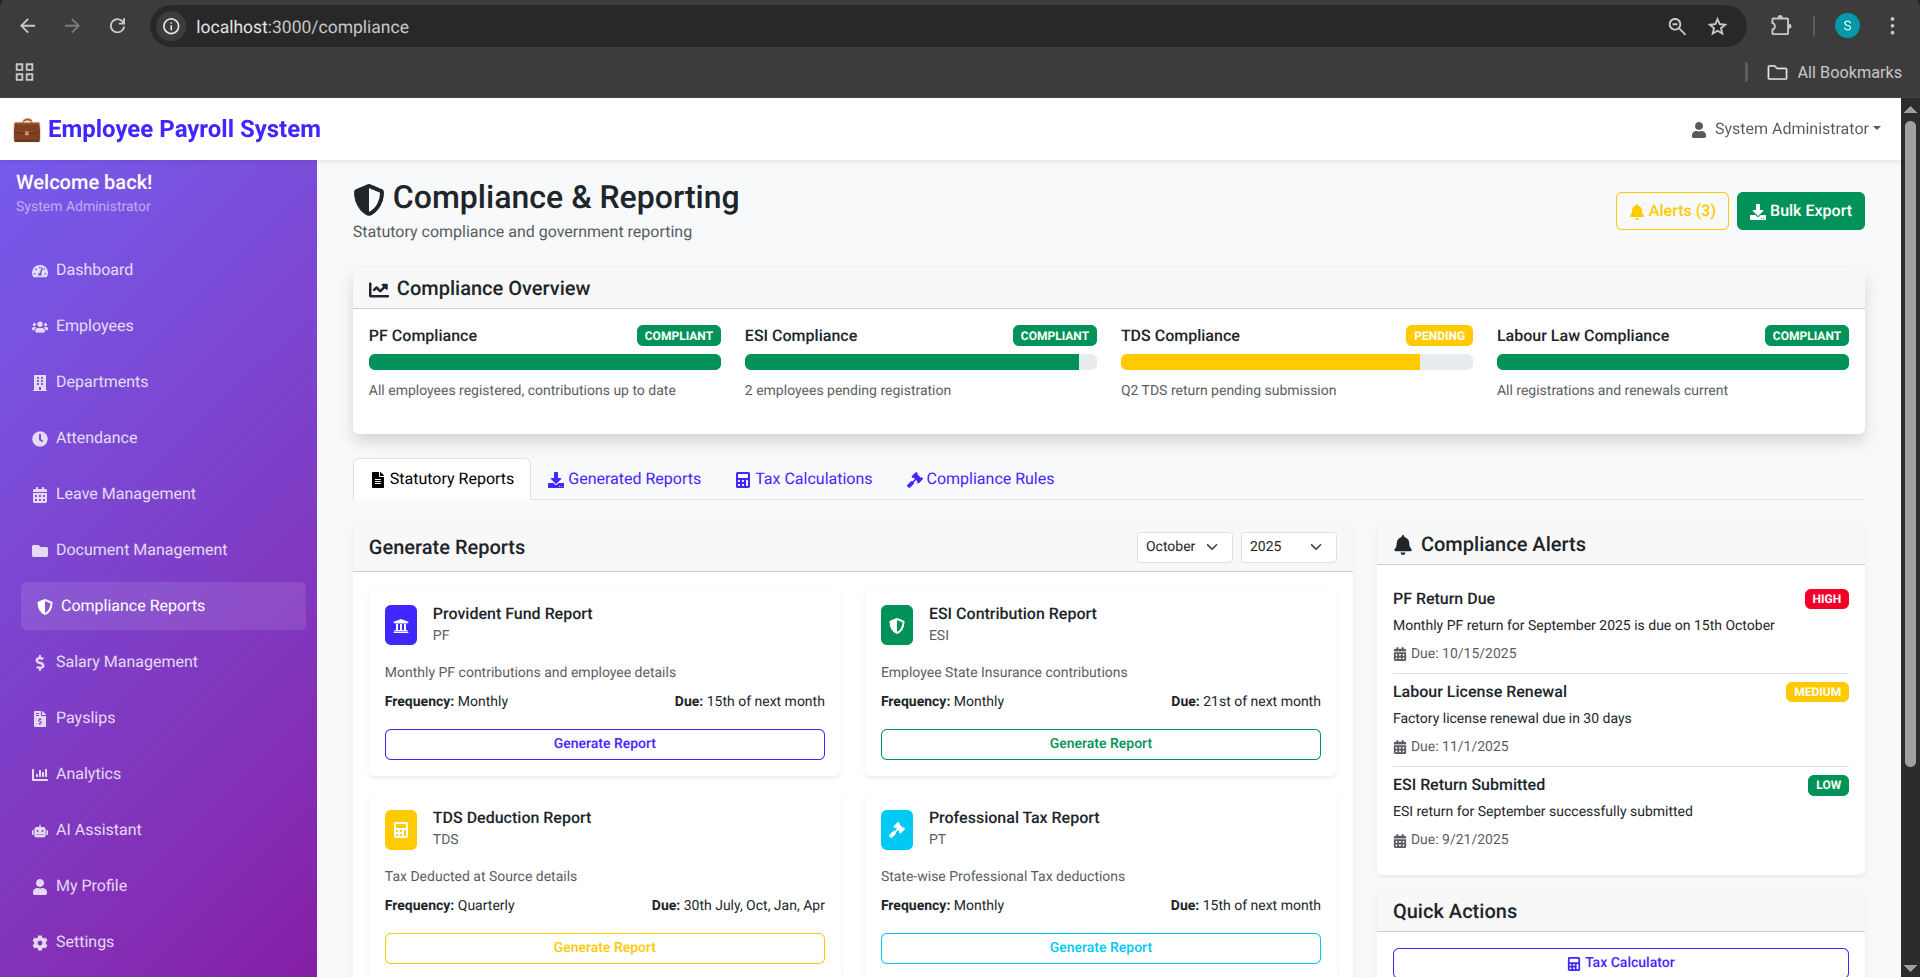 localhost:3000/compliance
S
All Bookmarks
Employee Payroll System
System Administrator
Welcome back!
System Administrator
Dashboard
Employees
Departments
Attendance
Leave Management
Document Management
Compliance Reports
Salary Management
Payslips
Analytics
AI Assistant
My Profile
Settings
Compliance & Reporting
Statutory compliance and government reporting
Alerts (3)
Bulk Export
Compliance Overview
PF Compliance
COMPLIANT
All employees registered, contributions up to date
ESI Compliance
COMPLIANT
2 employees pending registration
TDS Compliance
PENDING
Q2 TDS return pending submission
Labour Law Compliance
COMPLIANT
All registrations and renewals current
Statutory Reports
Generated Reports
Tax Calculations
Compliance Rules
Generate Reports
October
2025
Provident Fund Report
PF
Monthly PF contributions and employee details
Frequency: Monthly
Due: 15th of next month
Generate Report
ESI Contribution Report
ESI
Employee State Insurance contributions
Frequency: Monthly
Due: 21st of next month
Generate Report
TDS Deduction Report
TDS
Tax Deducted at Source details
Frequency: Quarterly
Due: 30th July, Oct, Jan, Apr
Generate Report
Professional Tax Report
PT
State-wise Professional Tax deductions
Frequency: Monthly
Due: 15th of next month
Generate Report
Compliance Alerts
PF Return Due
HIGH
Monthly PF return for September 2025 is due on 15th October
Due: 10/15/2025
Labour License Renewal
MEDIUM
Factory license renewal due in 30 days
Due: 11/1/2025
ESI Return Submitted
LOW
ESI return for September successfully submitted
Due: 9/21/2025
Quick Actions
Tax Calculator